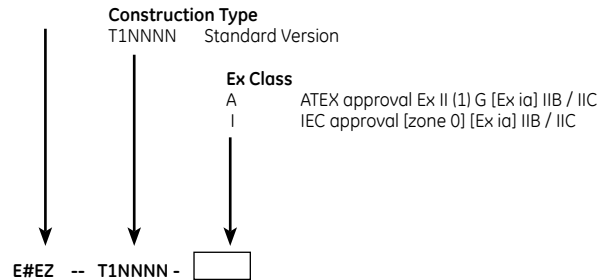 Construction Type
T1NNNN Standard Version
Ex Class
A ATEX approval Ex II (1) G [Ex ia] IIB / IIC
I IEC approval [zone 0] [Ex ia] IIB / IIC
E#EZ -- T1NNNN -